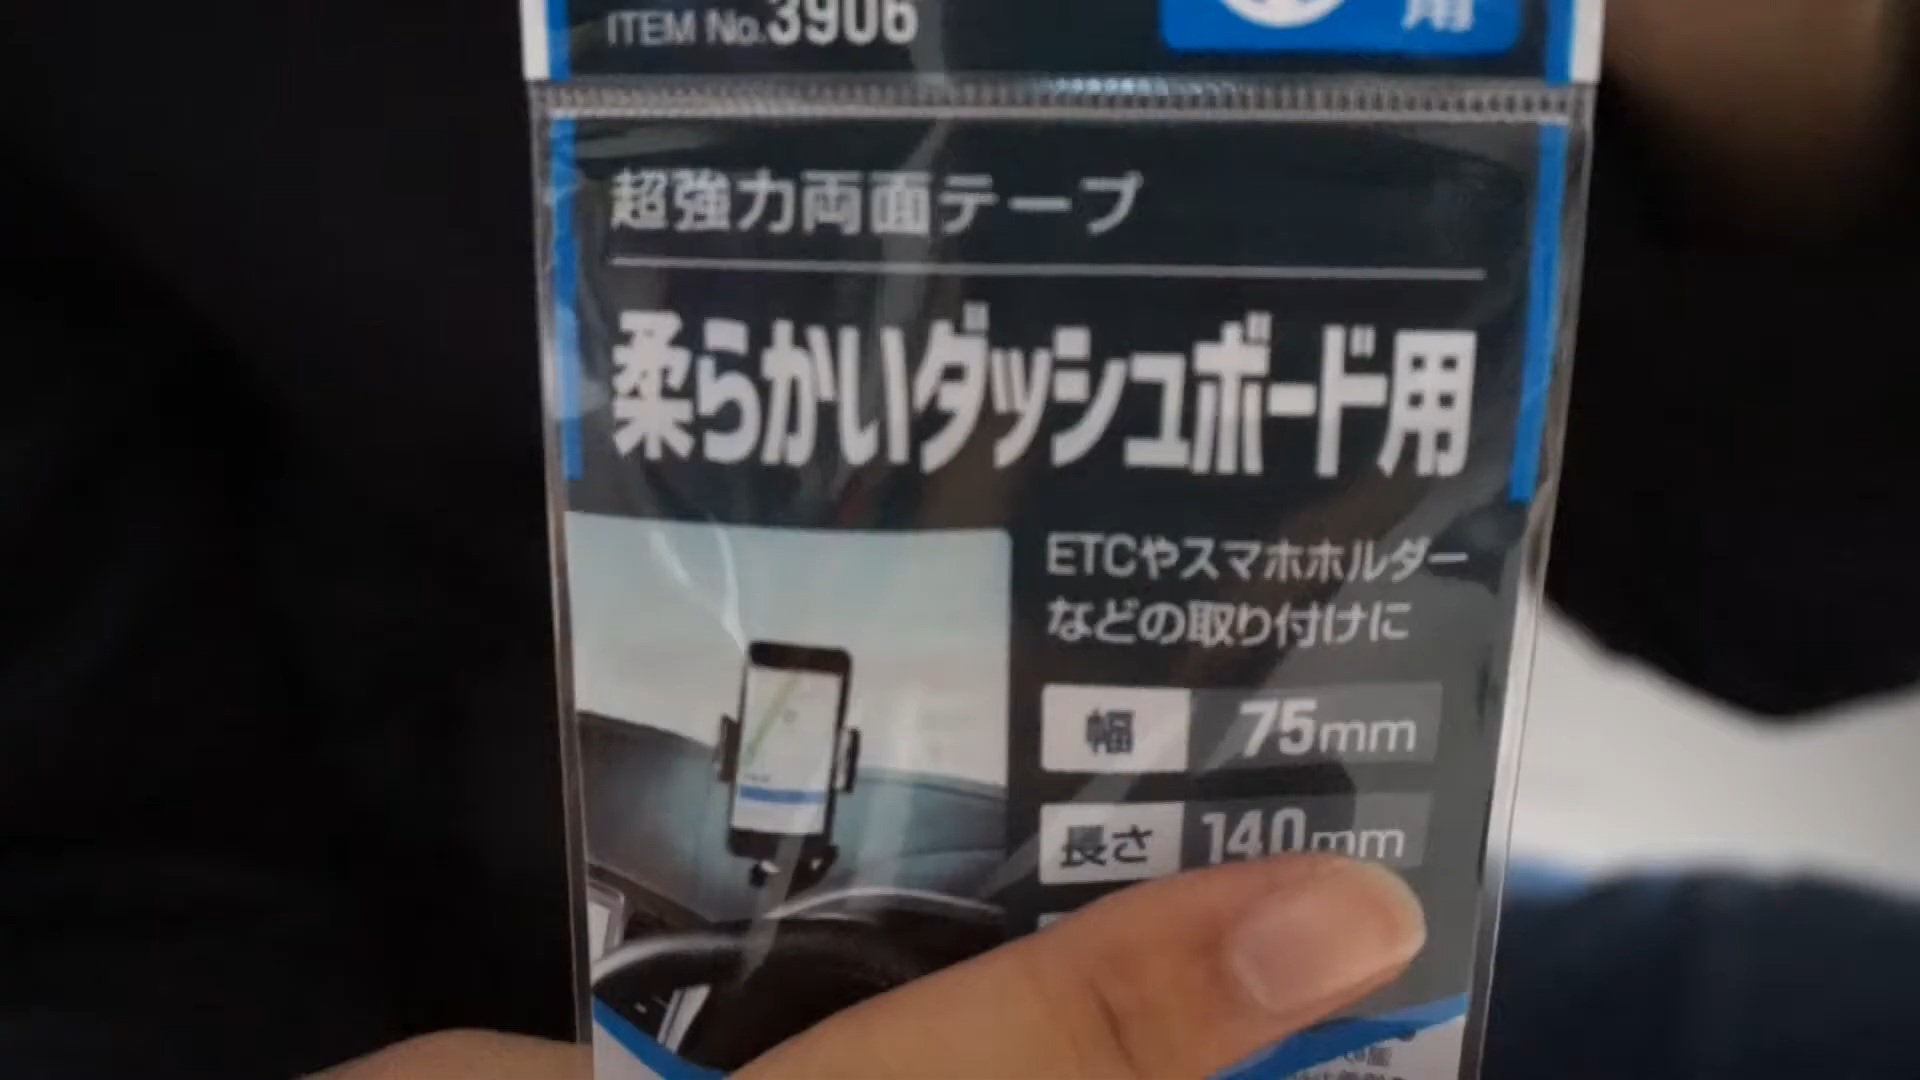 ITEM No.3906
用
超強力両面テープ
柔らかいダッシュボード用
ETCやスマホホルダー
などの取り付けに
幅 75mm
長さ 140mm